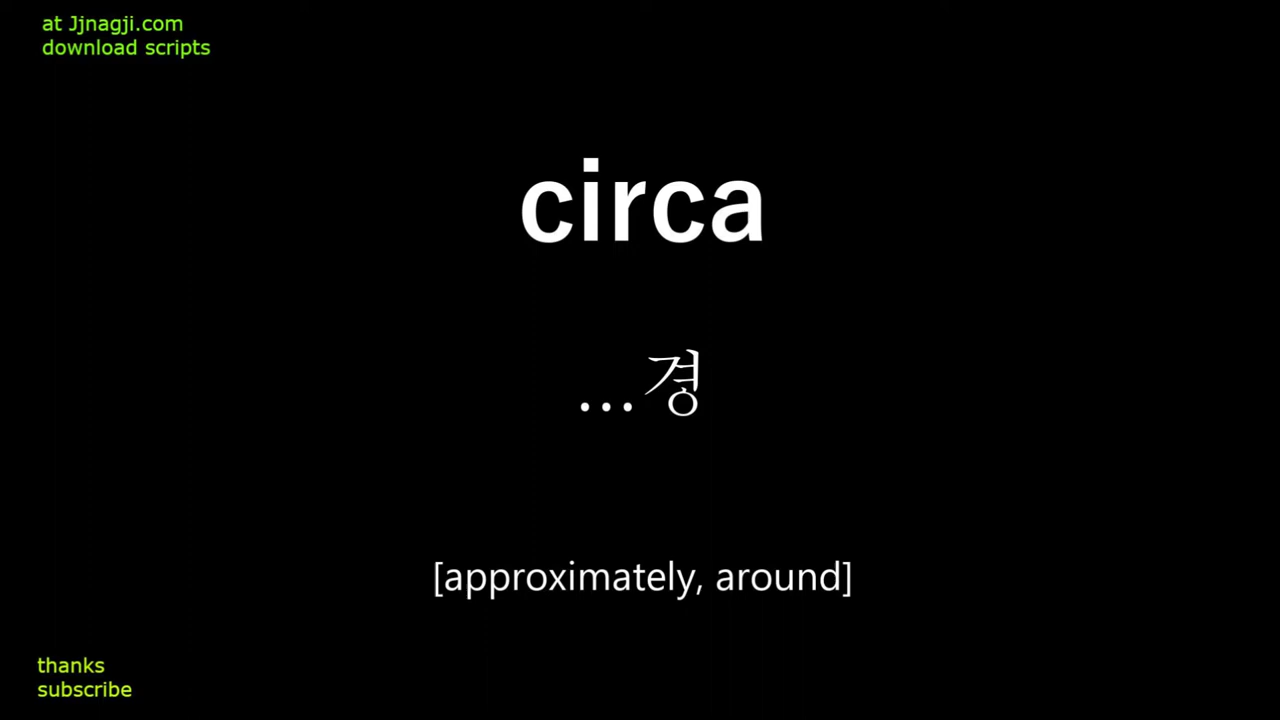 at Jjnagji.com
download scripts
circa
...경
[approximately, around]
thanks
subscribe